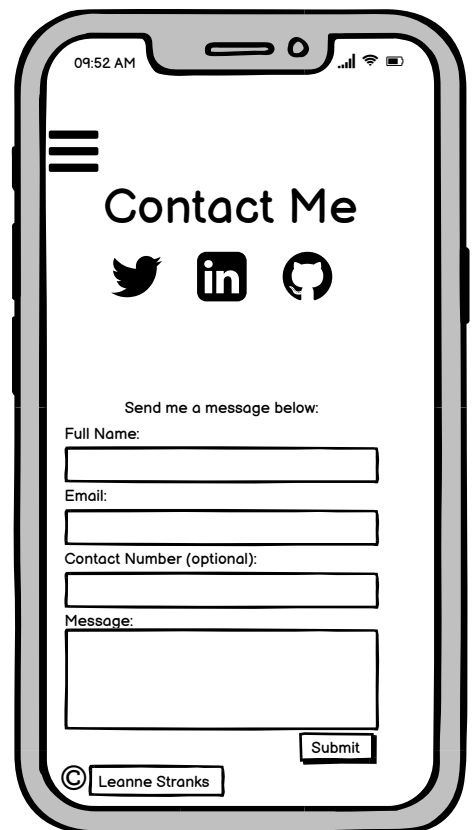 09:52 AM
Contact Me
in
Send me a message below:
Full Name:
Email:
Contact Number (optional):
Message:
Submit
© Leanne Stranks